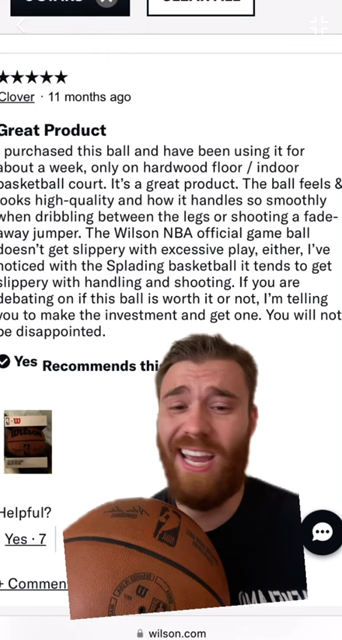 CLEAR ALL
★★★★★
Clover · 11 months ago
Great Product
purchased this ball and have been using it for
about a week, only on hardwood floor / indoor
basketball court. It's a great product. The ball feels &
looks high-quality and how it handles so smoothly
when dribbling between the legs or shooting a fade-
away jumper. The Wilson NBA official game ball
doesn't get slippery with excessive play, either, I've
noticed with the Splading basketball it tends to get
slippery with handling and shooting. If you are
debating on if this ball is worth it or not, I'm telling
you to make the investment and get one. You will not
be disappointed.
Yes Recommends thi
Helpful?
Yes · 7
+ Commen
wilson.com